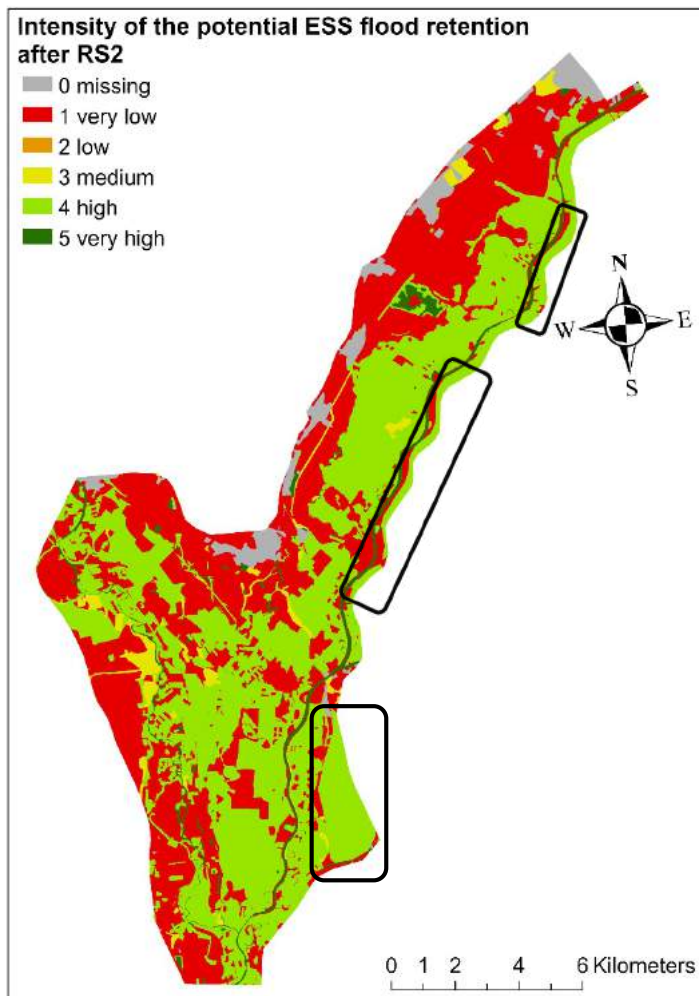 Intensity of the potential ESS flood retention
after RS2
0 missing
1 very low
2 low
3 medium
4 high
5 very high
N
W E
S
0 1 2 4 6 Kilometers